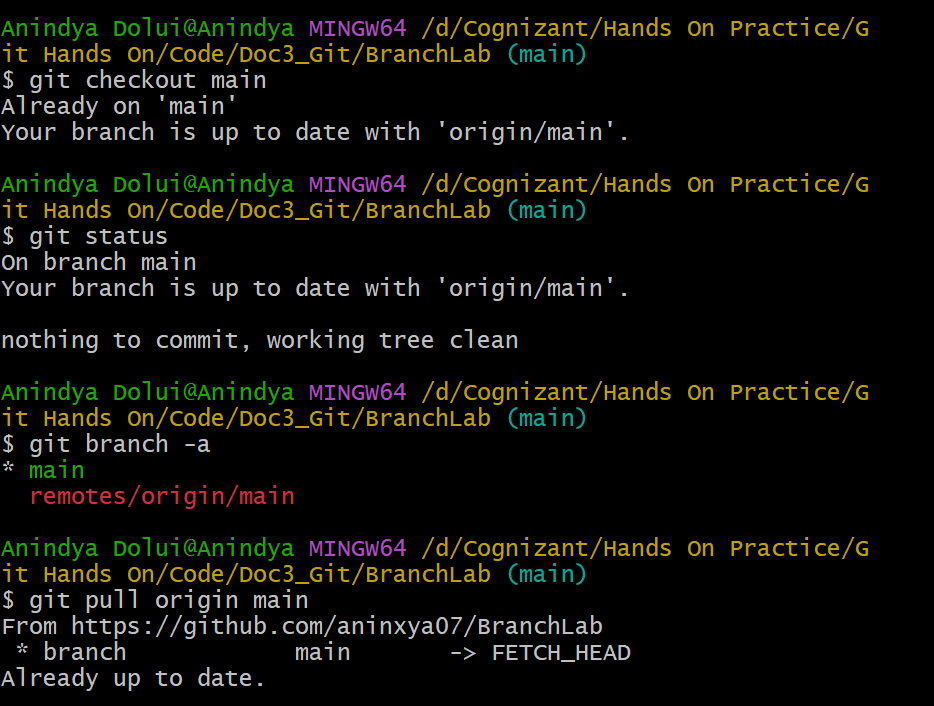 Anindya Dolui@Anindya MINGW64 /d/Cognizant/Hands On Practice/G
it Hands On/Code/Doc3_Git/BranchLab (main)
$ git checkout main
Already on 'main'
Your branch is up to date with 'origin/main'.
Anindya Dolui@Anindya MINGW64 /d/Cognizant/Hands On Practice/G
it Hands On/Code/Doc3_Git/BranchLab (main)
$ git status
On branch main
Your branch is up to date with 'origin/main'.
nothing to commit, working tree clean
Anindya Dolui@Anindya MINGW64 /d/Cognizant/Hands On Practice/G
it Hands On/Code/Doc3_Git/BranchLab (main)
$ git branch -a
* main
  remotes/origin/main
Anindya Dolui@Anindya MINGW64 /d/Cognizant/Hands On Practice/G
it Hands On/Code/Doc3_Git/BranchLab (main)
$ git pull origin main
From https://github.com/aninxya07/BranchLab
 * branch            main       -> FETCH_HEAD
Already up to date.